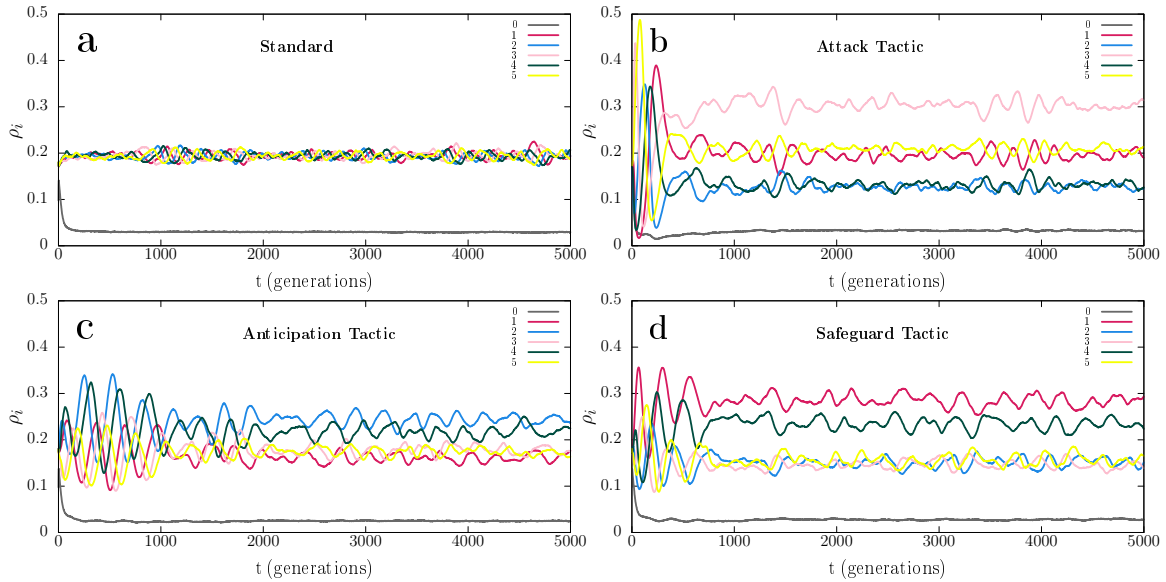 a
Standard
0
1
2
3
4
5
0.5
0.4
0.3
0.2
0.1
0
ρi
0 1000 2000 3000 4000 5000
t (generations)
b
Attack Tactic
0
1
2
3
4
5
0.5
0.4
0.3
0.2
0.1
0
ρi
0 1000 2000 3000 4000 5000
t (generations)
c
Anticipation Tactic
0
1
2
3
4
5
0.5
0.4
0.3
0.2
0.1
0
ρi
0 1000 2000 3000 4000 5000
t (generations)
d
Safeguard Tactic
0
1
2
3
4
5
0.5
0.4
0.3
0.2
0.1
0
ρi
0 1000 2000 3000 4000 5000
t (generations)